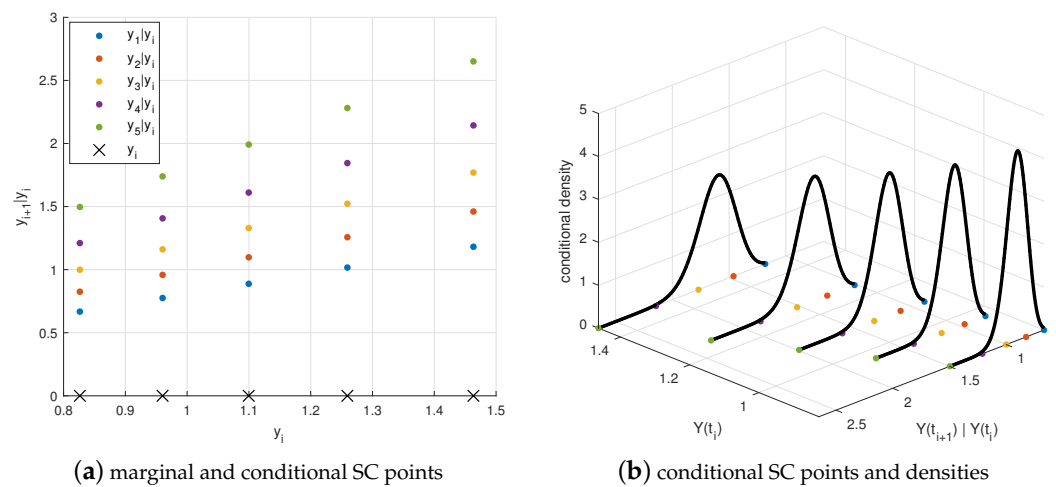 3
2.5
2
1.5
1
0.5
0
y₁|yᵢ
y₂|yᵢ
y₃|yᵢ
y₄|yᵢ
y₅|yᵢ
yᵢ
yᵢ₊₁|yᵢ
0.8 0.9 1 1.1 1.2 1.3 1.4 1.5
yᵢ
(a) marginal and conditional SC points
5
4
3
2
1
0
conditional density
1.4 1.2 1
Y(tᵢ)
2.5 2 1.5 1
Y(tᵢ₊₁) | Y(tᵢ)
(b) conditional SC points and densities